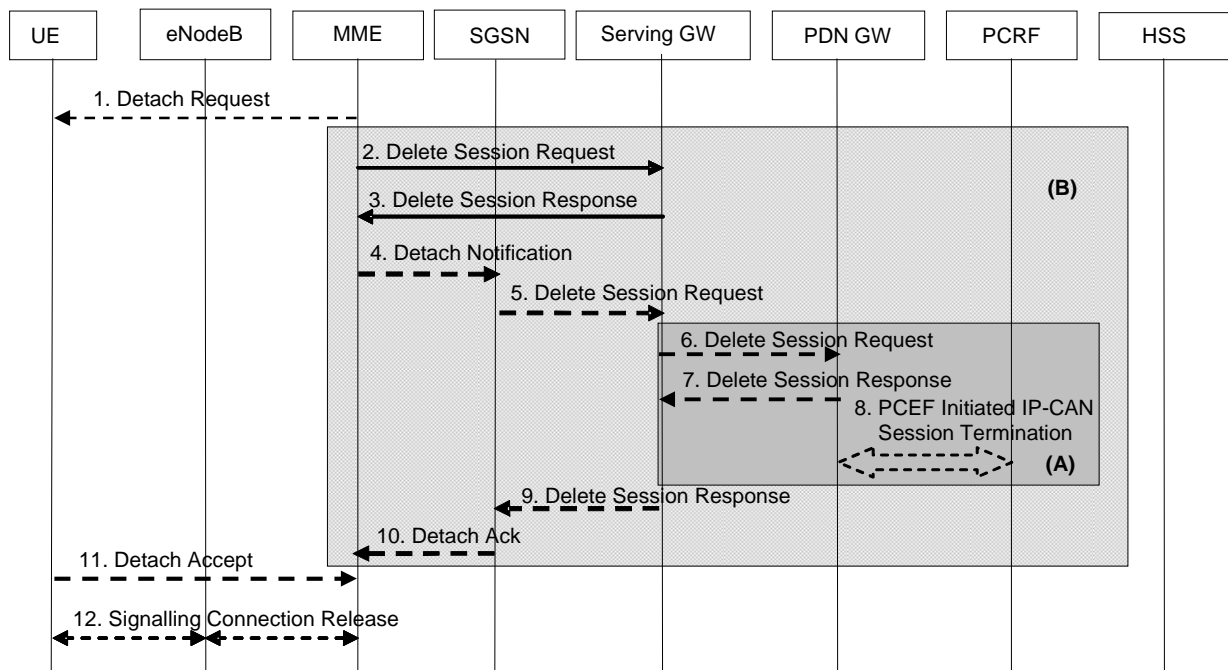 UE
eNodeB
MME
SGSN
Serving GW
PDN GW
PCRF
HSS
1. Detach Request
2. Delete Session Request
(B)
3. Delete Session Response
4. Detach Notification
5. Delete Session Request
6. Delete Session Request
7. Delete Session Response
8. PCEF Initiated IP-CAN
Session Termination
(A)
9. Delete Session Response
10. Detach Ack
11. Detach Accept
12. Signalling Connection Release